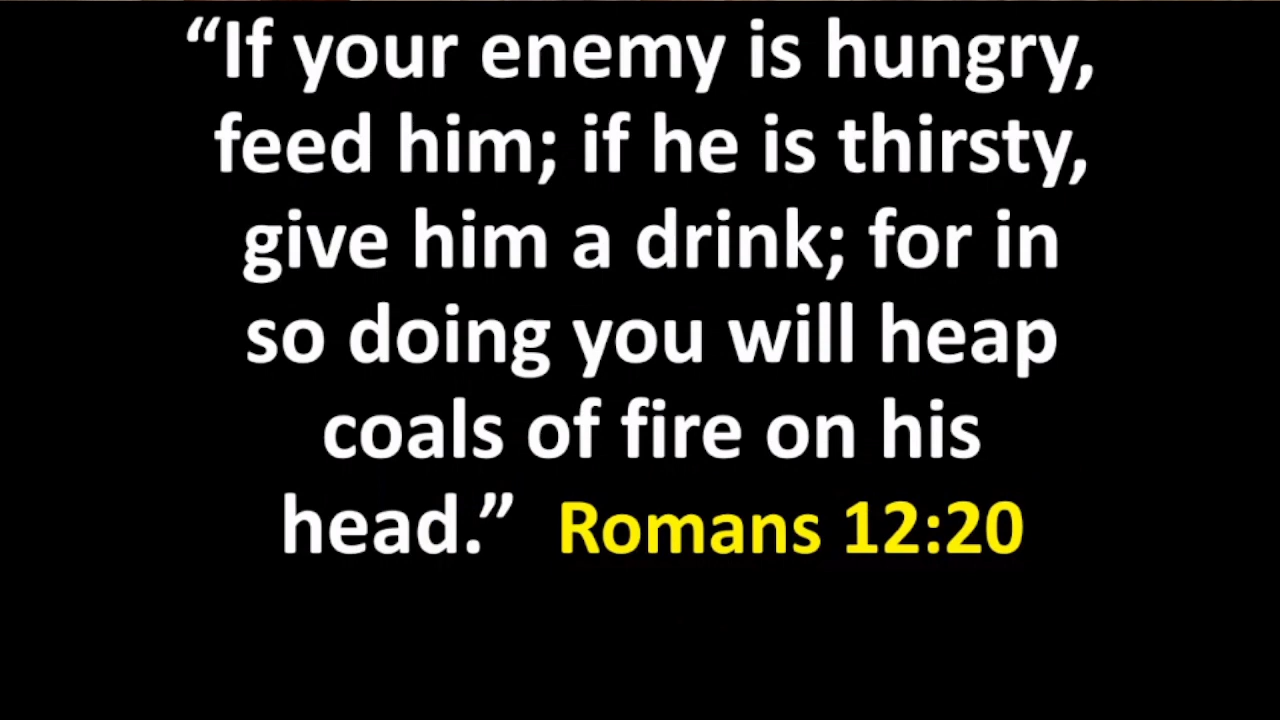 “If your enemy is hungry,
feed him; if he is thirsty,
give him a drink; for in
so doing you will heap
coals of fire on his
head.” Romans 12:20